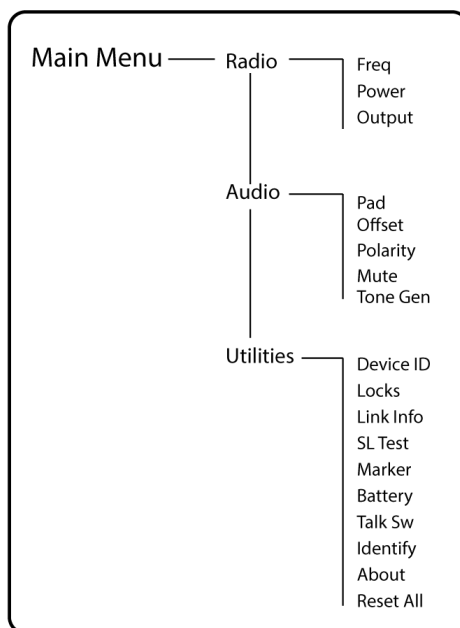 Main Menu
Radio
Freq
Power
Output
Audio
Pad
Offset
Polarity
Mute
Tone Gen
Utilities
Device ID
Locks
Link Info
SL Test
Marker
Battery
Talk Sw
Identify
About
Reset All